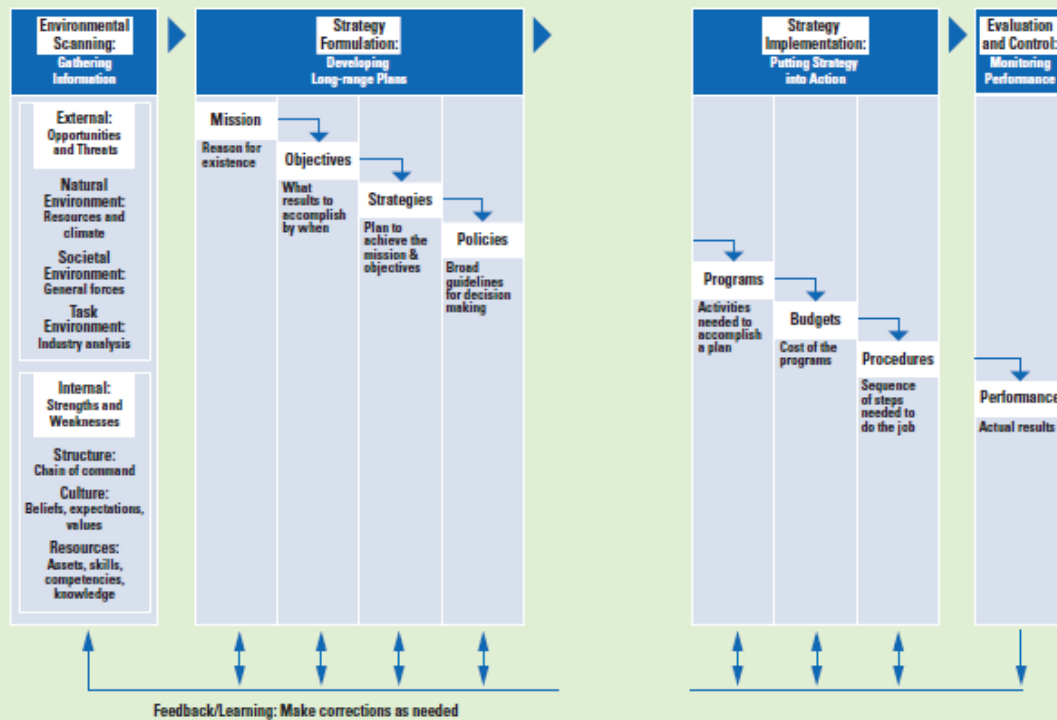 Environmental
Scanning:
Gathering
Information
External:
Opportunities
and Threats
Natural
Environment:
Resources and
climate
Societal
Environment:
General forces
Task
Environment:
Industry analysis
Internal:
Strengths and
Weaknesses
Structure:
Chain of command
Culture:
Beliefs, expectations,
values
Resources:
Assets, skills,
competencies,
knowledge
Strategy
Formulation:
Developing
Long-range Plans
Mission
Reason for
existence
Objectives
What
results to
accomplish
by when
Strategies
Plan to
achieve the
mission &
objectives
Policies
Broad
guidelines
for decision
making
Strategy
Implementation:
Putting Strategy
into Action
Programs
Activities
needed to
accomplish
a plan
Budgets
Cost of the
programs
Procedures
Sequence
of steps
needed to
do the job
Evaluation
and Control:
Monitoring
Performance
Performance
Actual results
Feedback/Learning: Make corrections as needed